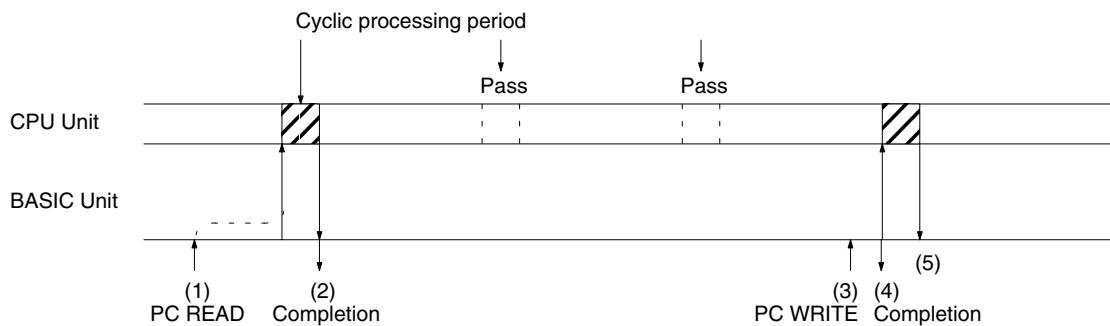 Cyclic processing period
Pass Pass
CPU Unit
BASIC Unit
(1) (2) (3) (4) (5)
PC READ Completion PC WRITE Completion